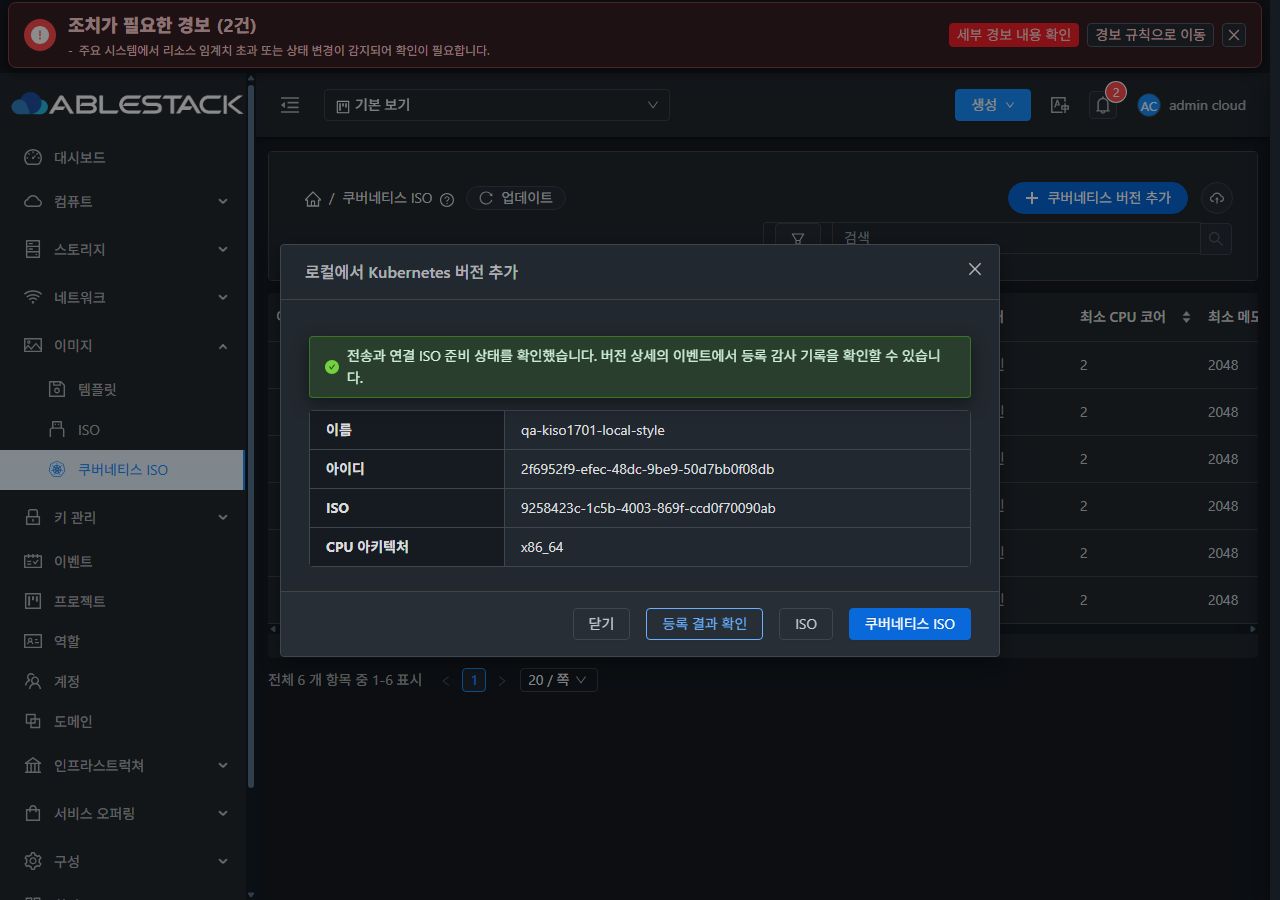 조치가 필요한 경보 (2건)
- 주요 시스템에서 리소스 임계치 초과 또는 상태 변경이 감지되어 확인이 필요합니다.
세부 경보 내용 확인
경보 규칙으로 이동
ABLESTACK
기본 보기
생성
2
AC
admin cloud
대시보드
컴퓨트
스토리지
네트워크
이미지
템플릿
ISO
쿠버네티스 ISO
키 관리
이벤트
프로젝트
역할
계정
도메인
인프라스트럭쳐
서비스 오퍼링
구성
/ 쿠버네티스 ISO
업데이트
쿠버네티스 버전 추가
검색
최소 CPU 코어
최소 메모
2 2048
2 2048
2 2048
2 2048
2 2048
2 2048
로컬에서 Kubernetes 버전 추가
전송과 연결 ISO 준비 상태를 확인했습니다. 버전 상세의 이벤트에서 등록 감사 기록을 확인할 수 있습니
다.
이름 qa-kiso1701-local-style
아이디 2f6952f9-efec-48dc-9be9-50d7bb0f08db
ISO 9258423c-1c5b-4003-869f-ccd0f70090ab
CPU 아키텍처 x86_64
닫기
등록 결과 확인
ISO
쿠버네티스 ISO
전체 6 개 항목 중 1-6 표시
1
20 / 쪽